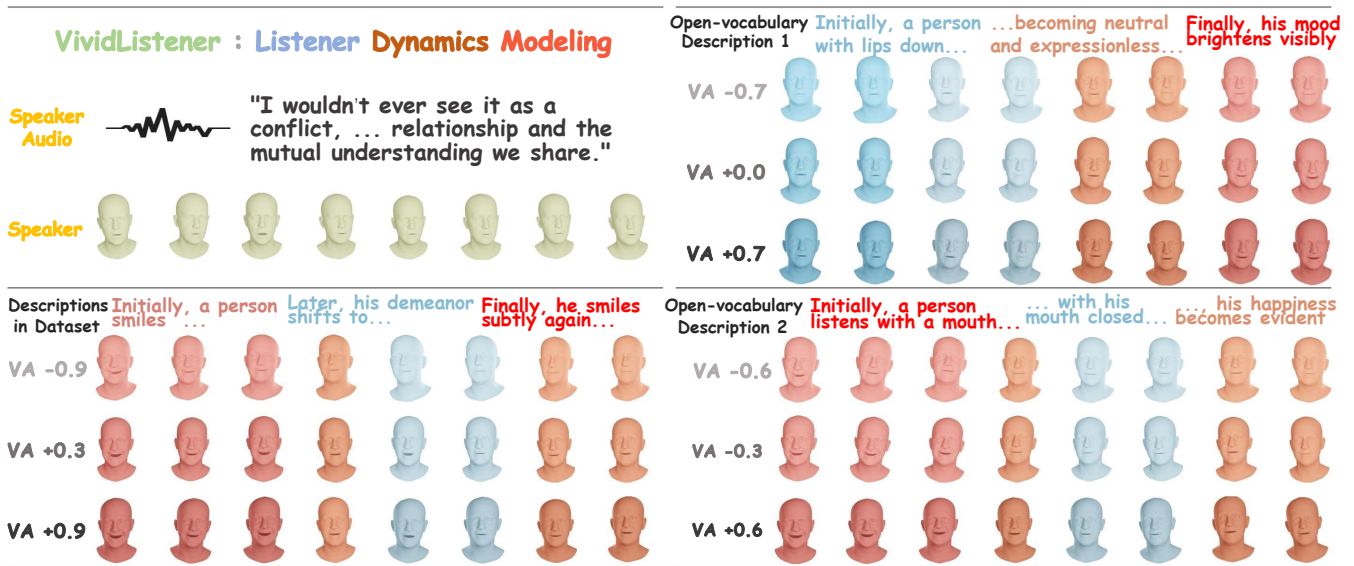 VividListener : Listener Dynamics Modeling
Speaker
Audio
"I wouldn't ever see it as a
conflict, ... relationship and the
mutual understanding we share."
Speaker
Open-vocabulary
Description 1
Initially, a person
with lips down...
...becoming neutral
and expressionless...
Finally, his mood
brightens visibly
VA -0.7
VA +0.0
VA +0.7
Descriptions
in Dataset
Initially, a person
smiles ...
Later, his demeanor
shifts to...
Finally, he smiles
subtly again...
VA -0.9
VA +0.3
VA +0.9
Open-vocabulary
Description 2
Initially, a person
listens with a mouth...
... with his
mouth closed...
... his happiness
becomes evident
VA -0.6
VA -0.3
VA +0.6